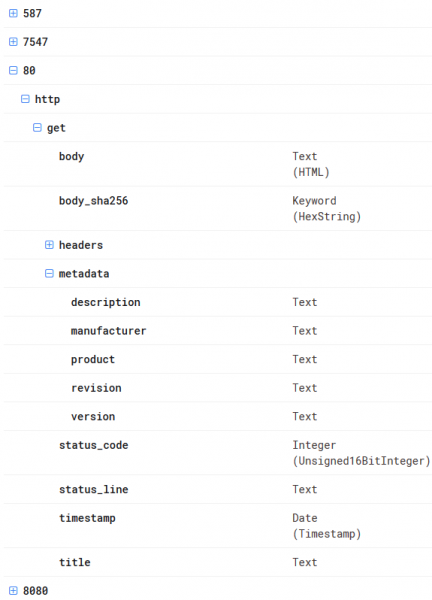 587
7547
80
http
get
body Text
(HTML)
body_sha256 Keyword
(HexString)
headers
metadata
description Text
manufacturer Text
product Text
revision Text
version Text
status_code Integer
(Unsigned16BitInteger)
status_line Text
timestamp Date
(Timestamp)
title Text
8080